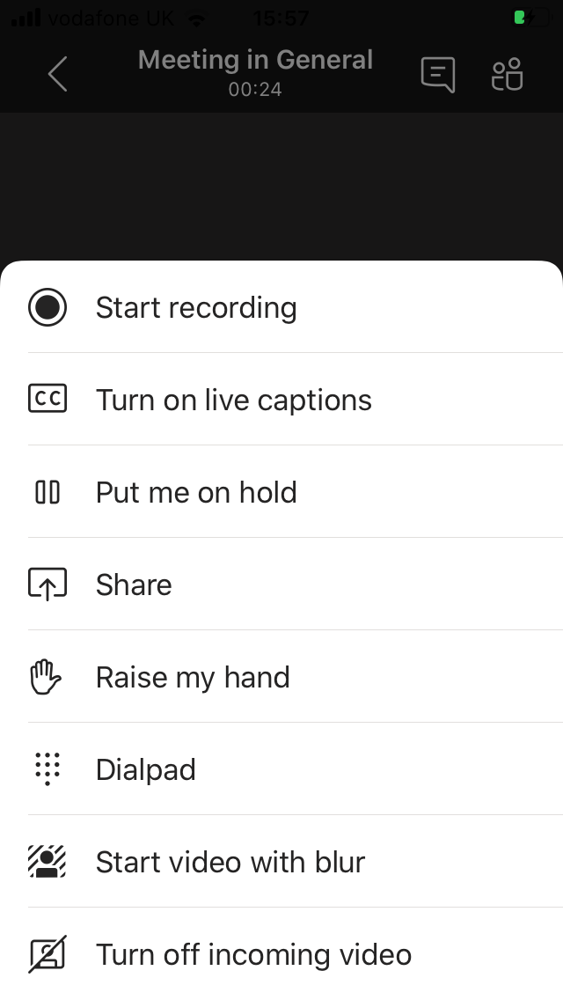 vodafone UK 15:57
Meeting in General
00:24
Start recording
CC Turn on live captions
Put me on hold
Share
Raise my hand
Dialpad
Start video with blur
Turn off incoming video